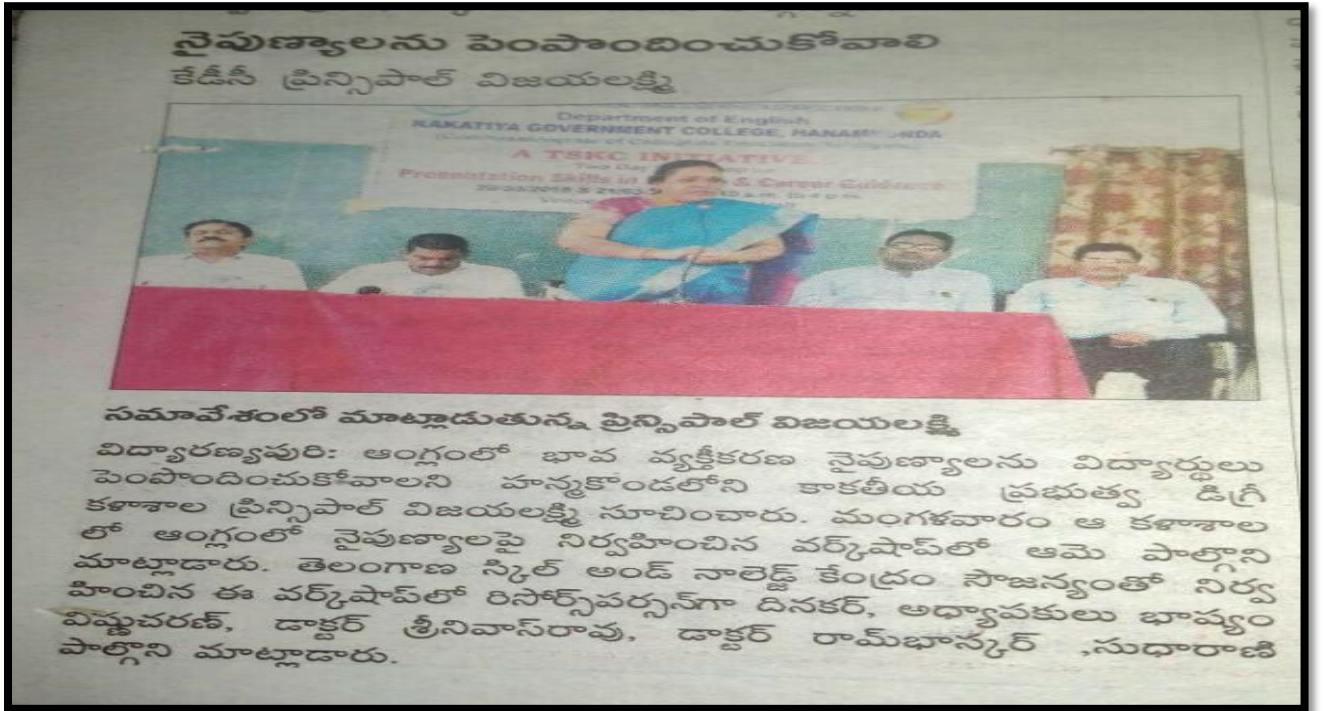 నైపుణ్యాలను పెంపొందించుకోవాలి
కేడీసీ ప్రిన్సిపాల్ విజయలక్ష్మి
Department of English
KAKATIYA GOVERNMENT COLLEGE, HANAMKONDA
A TSKC INITIATIVE
Two Day
Presentation Skills in & Career Guidance
సమావేశంలో మాట్లాడుతున్న ప్రిన్సిపాల్ విజయలక్ష్మి
విద్యారణ్యపురి: ఆంగ్లంలో భావ వ్యక్తీకరణ నైపుణ్యాలను విద్యార్థులు
పెంపొందించుకోవాలని హన్మకొండలోని కాకతీయ ప్రభుత్వ డిగ్రీ
కళాశాల ప్రిన్సిపాల్ విజయలక్ష్మి సూచించారు. మంగళవారం ఆ కళాశాల
లో ఆంగ్లంలో నైపుణ్యాలపై నిర్వహించిన వర్క్‌షాప్‌లో ఆమె పాల్గొని
మాట్లాడారు. తెలంగాణ స్కిల్ అండ్ నాలెడ్జ్ కేంద్రం సౌజన్యంతో నిర్వ
హించిన ఈ వర్క్‌షాప్‌లో రిసోర్స్‌పర్సన్‌గా దినకర్, అధ్యాపకులు భాష్యం
విష్ణుచరణ్, డాక్టర్ శ్రీనివాస్‌రావు, డాక్టర్ రామ్‌భాస్కర్ ,సుధారాణి
పాల్గొని మాట్లాడారు.